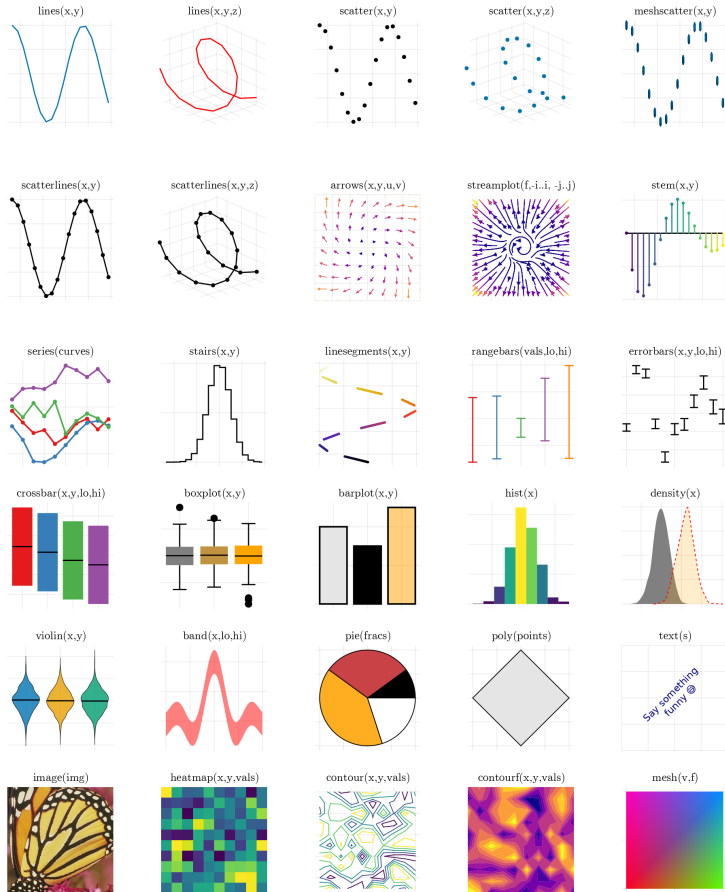 lines(x,y)
lines(x,y,z)
scatter(x,y)
scatter(x,y,z)
meshscatter(x,y)
scatterlines(x,y)
scatterlines(x,y,z)
arrows(x,y,u,v)
streamplot(f,-i..i, -j..j)
stem(x,y)
series(curves)
stairs(x,y)
linesegments(x,y)
rangebars(vals,lo,hi)
errorbars(x,y,lo,hi)
crossbar(x,y,lo,hi)
boxplot(x,y)
barplot(x,y)
hist(x)
density(x)
violin(x,y)
band(x,lo,hi)
pie(fracs)
poly(points)
text(s)
Say something
funny 😄
image(img)
heatmap(x,y,vals)
contour(x,y,vals)
contourf(x,y,vals)
mesh(v,f)